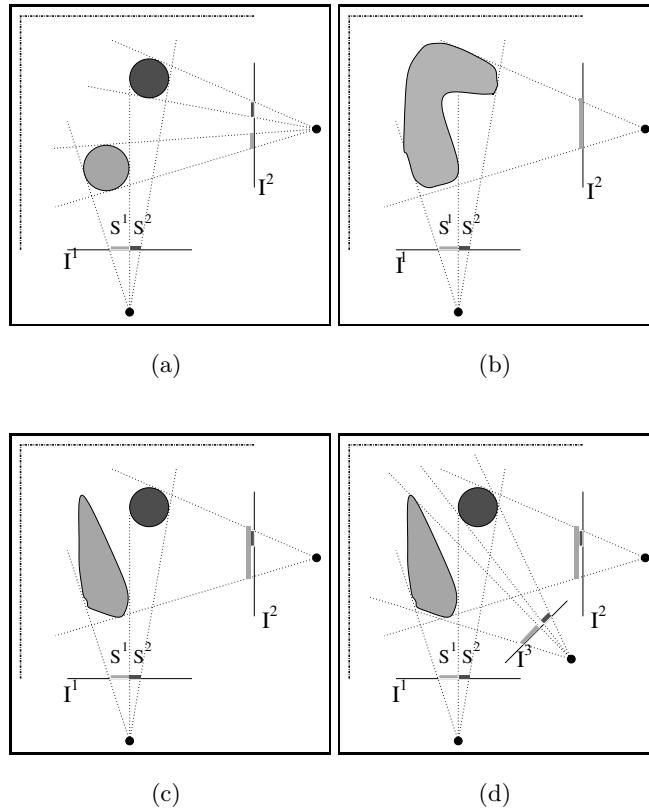 S¹ S²
I¹
I²
(a)
S¹ S²
I¹
I²
(b)
S¹ S²
I¹
I²
(c)
S¹ S²
I¹
I²
I³
(d)